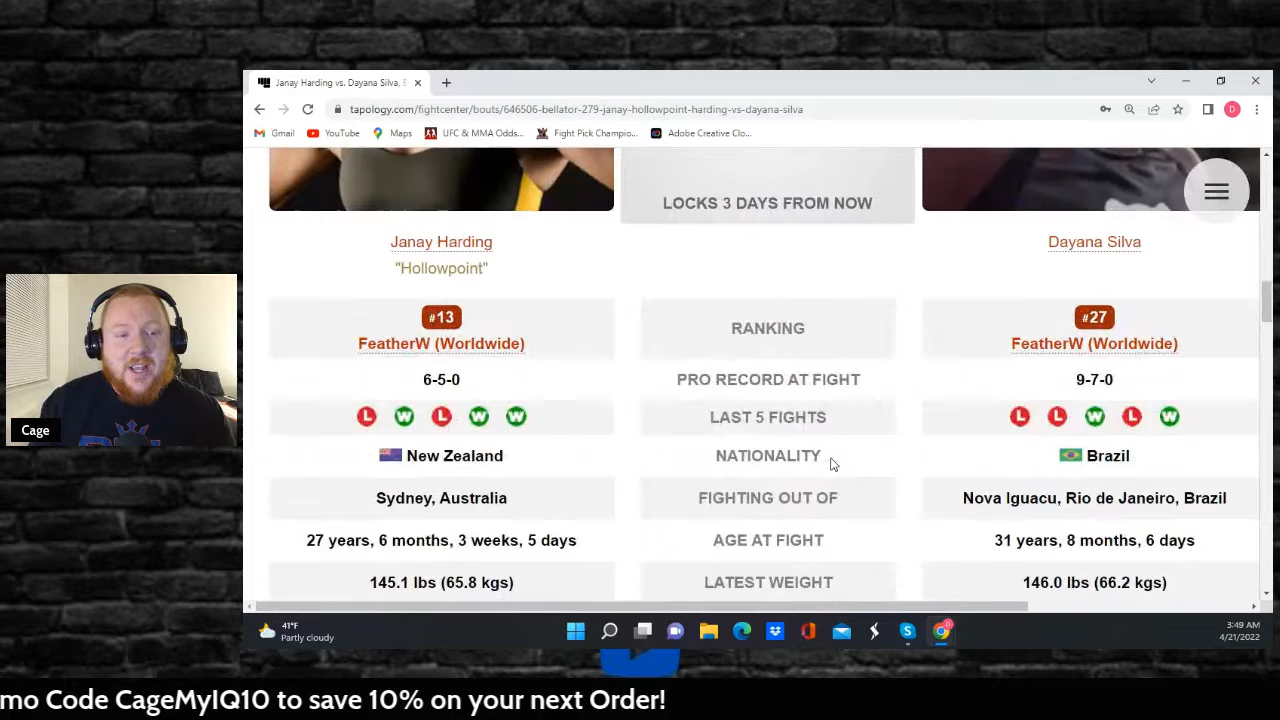 Janay Harding vs. Dayana Silva, B
tapology.com/fightcenter/bouts/646506-bellator-279-janay-hollowpoint-harding-vs-dayana-silva
D
Gmail YouTube Maps UFC & MMA Odds... Fight Pick Champio... Adobe Creative Clo...
LOCKS 3 DAYS FROM NOW
Janay Harding Dayana Silva
"Hollowpoint"
#13 RANKING #27
FeatherW (Worldwide) FeatherW (Worldwide)
6-5-0 PRO RECORD AT FIGHT 9-7-0
L W L W W LAST 5 FIGHTS L L W L W
New Zealand NATIONALITY Brazil
Sydney, Australia FIGHTING OUT OF Nova Iguacu, Rio de Janeiro, Brazil
27 years, 6 months, 3 weeks, 5 days AGE AT FIGHT 31 years, 8 months, 6 days
145.1 lbs (65.8 kgs) LATEST WEIGHT 146.0 lbs (66.2 kgs)
Cage
41°F
Partly cloudy
3:49 AM
4/21/2022
mo Code CageMyIQ10 to save 10% on your next Order!